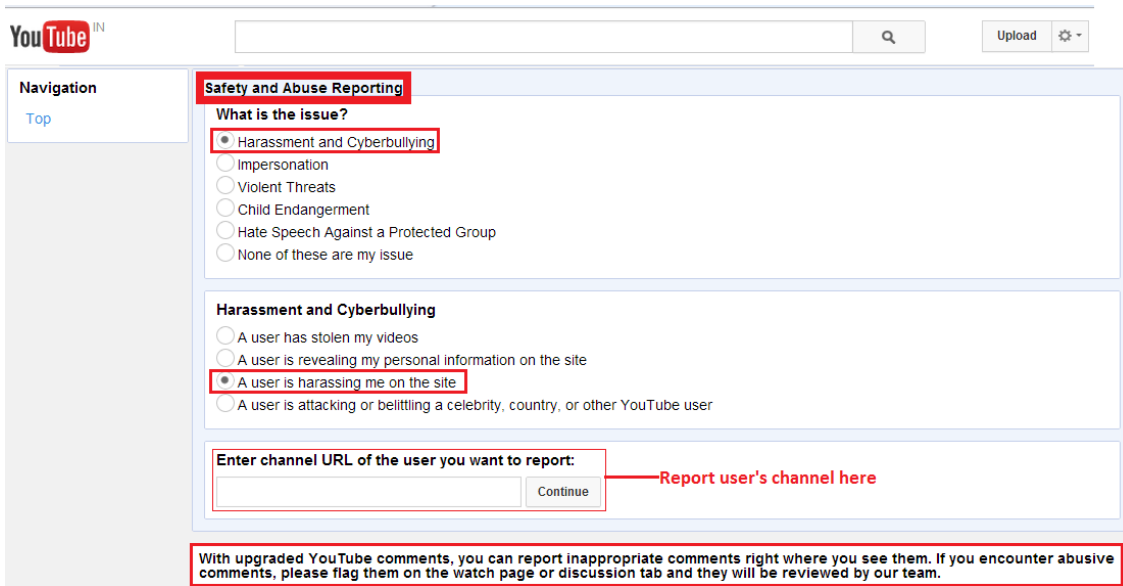 YouTube IN
Upload
Navigation
Top
Safety and Abuse Reporting
What is the issue?
Harassment and Cyberbullying
Impersonation
Violent Threats
Child Endangerment
Hate Speech Against a Protected Group
None of these are my issue
Harassment and Cyberbullying
A user has stolen my videos
A user is revealing my personal information on the site
A user is harassing me on the site
A user is attacking or belittling a celebrity, country, or other YouTube user
Enter channel URL of the user you want to report:
Continue
Report user's channel here
With upgraded YouTube comments, you can report inappropriate comments right where you see them. If you encounter abusive
comments, please flag them on the watch page or discussion tab and they will be reviewed by our team.